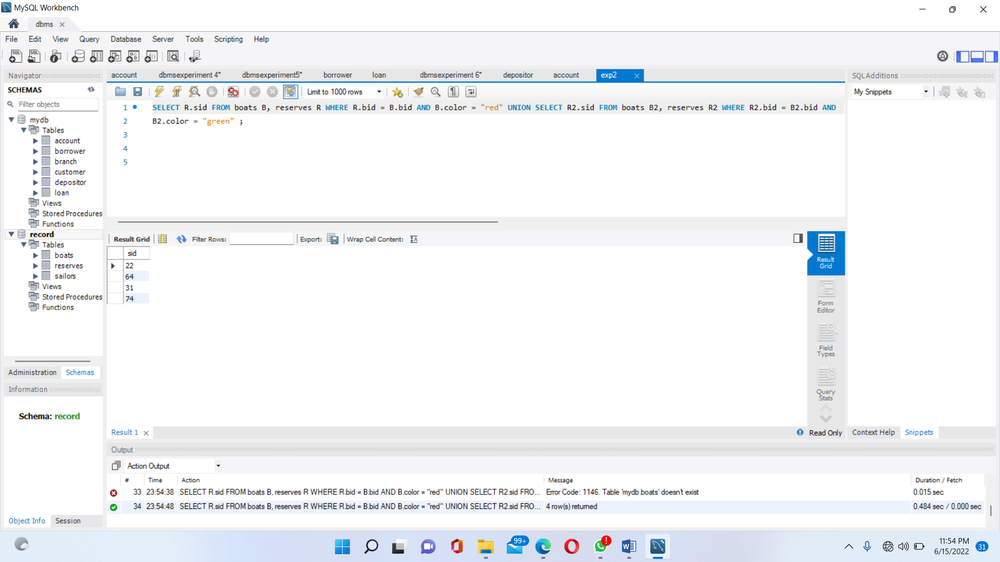 MySQL Workbench
dbms
File Edit View Query Database Server Tools Scripting Help
Navigator
SCHEMAS
Filter objects
mydb
Tables
account
borrower
branch
customer
depositor
loan
Views
Stored Procedures
Functions
record
Tables
boats
reserves
sailors
Views
Stored Procedures
Functions
Administration Schemas
Information
Schema: record
Object Info Session
account dbmsexperiment 4* dbmsexperiment5* borrower loan dbmsexperiment 6* depositor account exp2
Limit to 1000 rows
1 SELECT R.sid FROM boats B, reserves R WHERE R.bid = B.bid AND B.color = "red" UNION SELECT R2.sid FROM boats B2, reserves R2 WHERE R2.bid = B2.bid AND
2 B2.color = "green" ;
3
4
5
Result Grid Filter Rows: Export: Wrap Cell Content:
sid
22
64
31
74
Result Grid
Form Editor
Field Types
Query Stats
Result 1
Read Only
SQLAdditions
My Snippets
Context Help Snippets
Output
Action Output
# Time Action Message Duration / Fetch
33 23:54:38 SELECT R.sid FROM boats B, reserves R WHERE R.bid = B.bid AND B.color = "red" UNION SELECT R2.sid FRO... Error Code: 1146. Table 'mydb.boats' doesn't exist 0.015 sec
34 23:54:48 SELECT R.sid FROM boats B, reserves R WHERE R.bid = B.bid AND B.color = "red" UNION SELECT R2.sid FRO... 4 row(s) returned 0.484 sec / 0.000 sec
99+
11:54 PM
6/15/2022
31